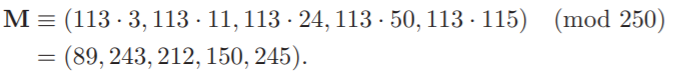 M ≡ (113 · 3, 113 · 11, 113 · 24, 113 · 50, 113 · 115) (mod 250)
= (89, 243, 212, 150, 245).